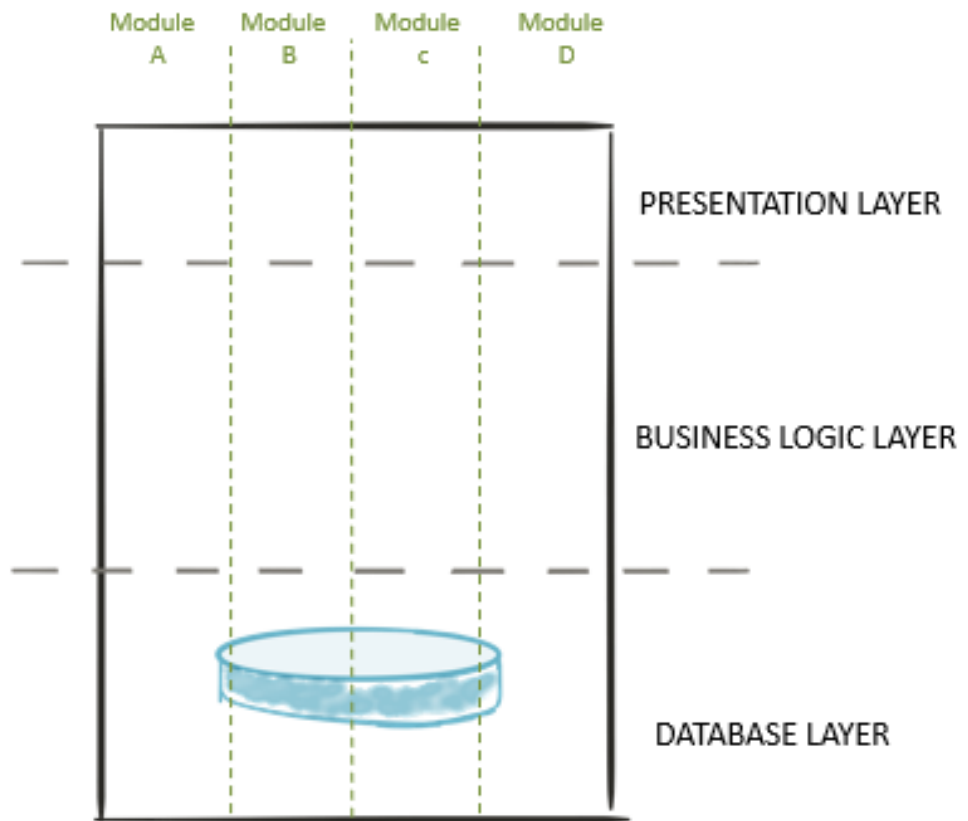 Module
A
Module
B
Module
c
Module
D
PRESENTATION LAYER
BUSINESS LOGIC LAYER
DATABASE LAYER